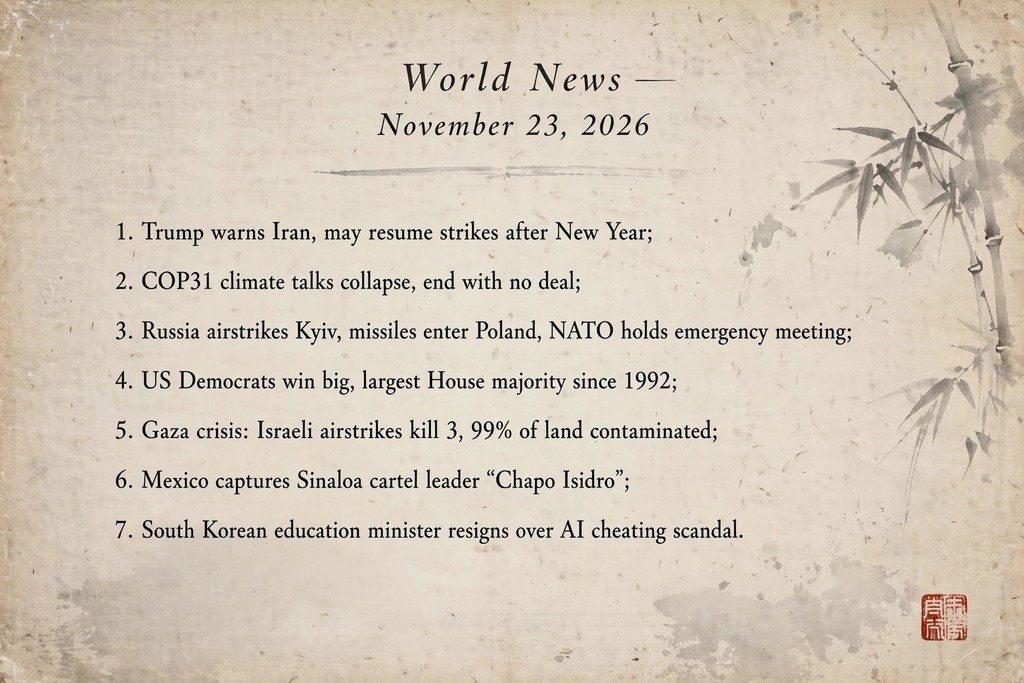 World News —
November 23, 2026
1. Trump warns Iran, may resume strikes after New Year;
2. COP31 climate talks collapse, end with no deal;
3. Russia airstrikes Kyiv, missiles enter Poland, NATO holds emergency meeting;
4. US Democrats win big, largest House majority since 1992;
5. Gaza crisis: Israeli airstrikes kill 3, 99% of land contaminated;
6. Mexico captures Sinaloa cartel leader “Chapo Isidro”;
7. South Korean education minister resigns over AI cheating scandal.